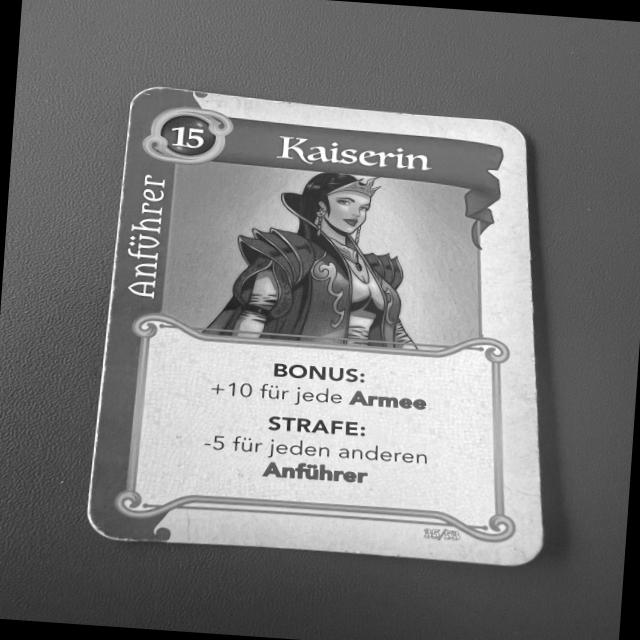 15
Kaiserin
Anführer
BONUS:
+10 für jede Armee
STRAFE:
-5 für jeden anderen
Anführer